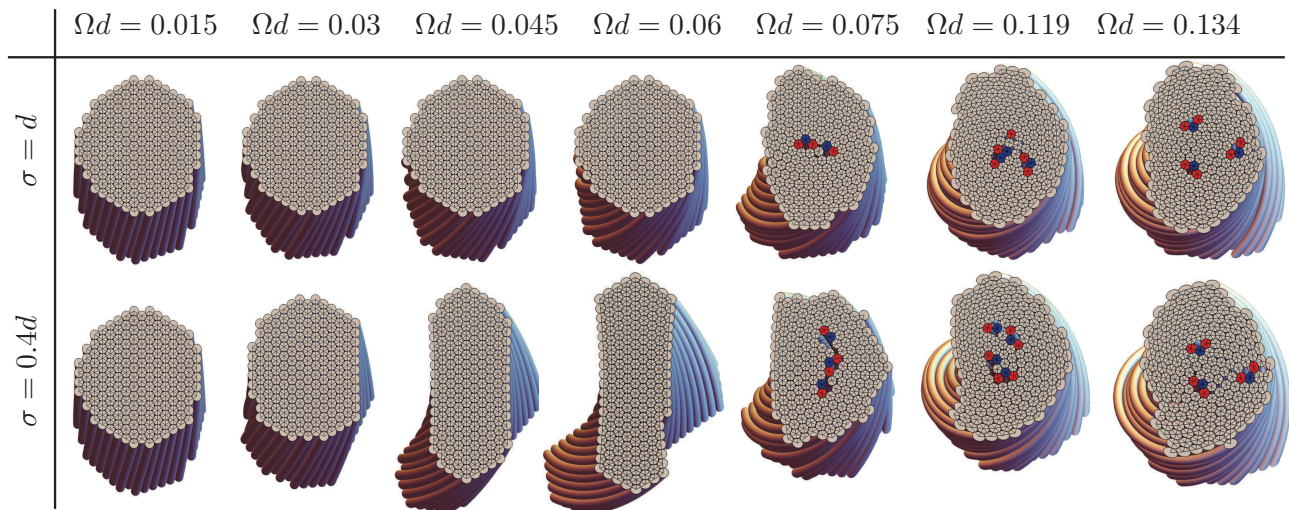 Ωd = 0.015 Ωd = 0.03 Ωd = 0.045 Ωd = 0.06 Ωd = 0.075 Ωd = 0.119 Ωd = 0.134
σ = d
σ = 0.4d